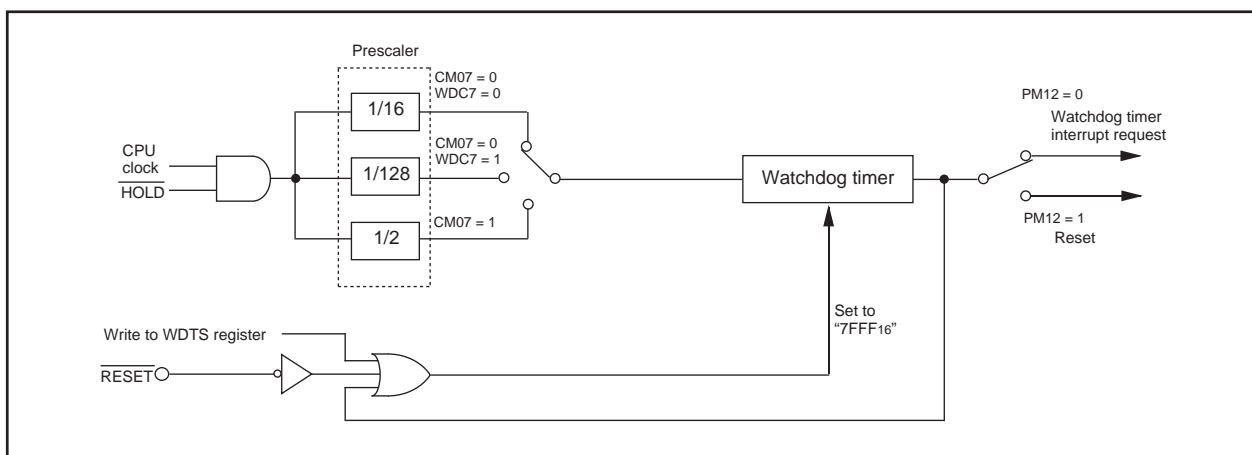 Prescaler
CM07 = 0
WDC7 = 0
1/16
PM12 = 0
Watchdog timer
interrupt request
CPU
clock
HOLD
CM07 = 0
WDC7 = 1
1/128
Watchdog timer
CM07 = 1
1/2
PM12 = 1
Reset
Write to WDTS register
Set to
“7FFF16”
RESET